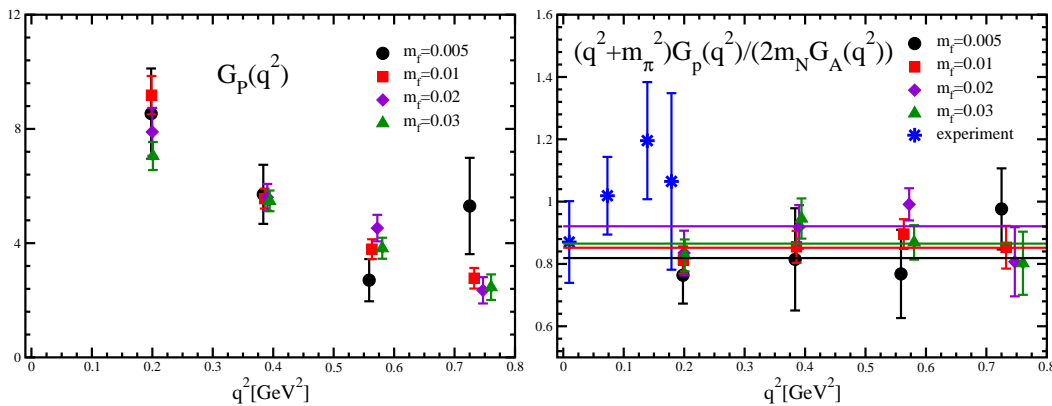 12
8
4
0
G_P(q^2)
m_f=0.005
m_f=0.01
m_f=0.02
m_f=0.03
0 0.1 0.2 0.3 0.4 0.5 0.6 0.7 0.8
q^2[GeV^2]
1.6
1.4
1.2
1
0.8
0.6
(q^2+m_π^2)G_p(q^2)/(2m_N G_A(q^2))
m_f=0.005
m_f=0.01
m_f=0.02
m_f=0.03
experiment
0 0.1 0.2 0.3 0.4 0.5 0.6 0.7 0.8
q^2[GeV^2]